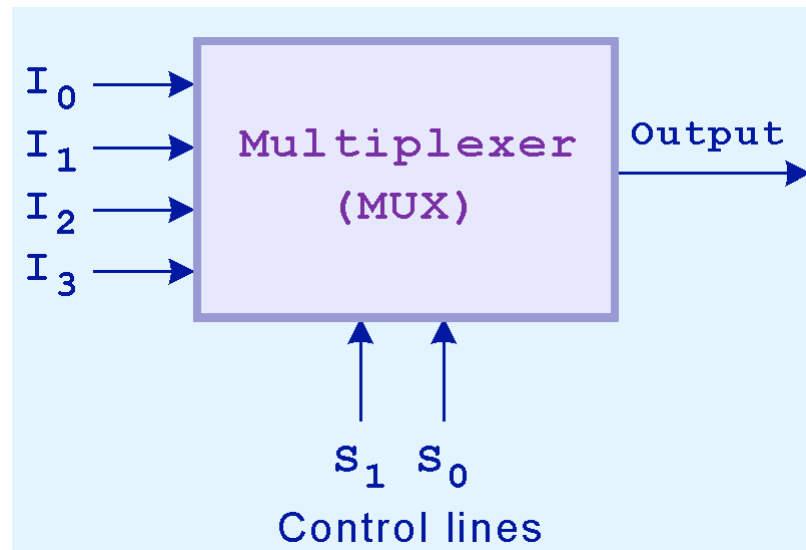 I0
I1
I2
I3
Multiplexer
(MUX)
Output
S1 S0
Control lines